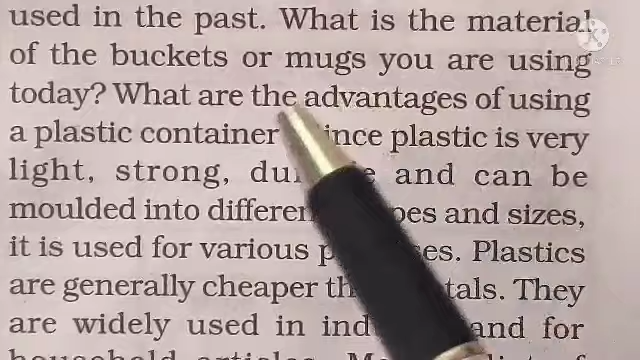 used in the past. What is the material
of the buckets or mugs you are using
today? What are the advantages of using
a plastic container ince plastic is very
light, strong, du e and can be
moulded into differen pes and sizes,
it is used for various p ses. Plastics
are generally cheaper th tals. They
are widely used in ind and for